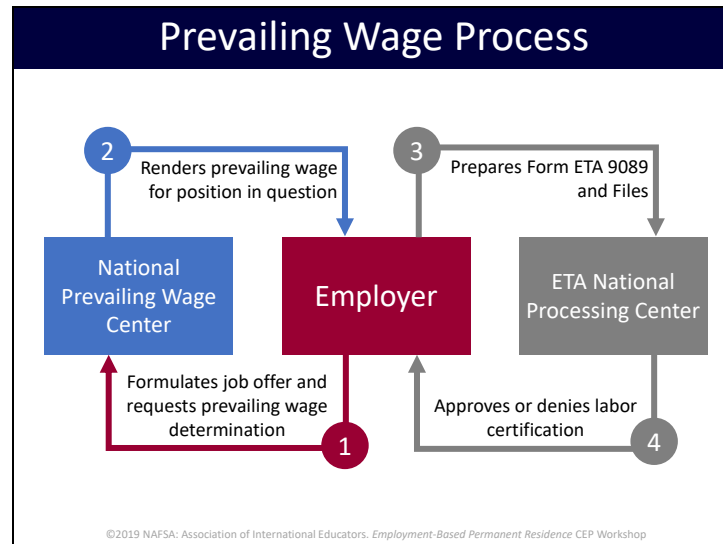 Prevailing Wage Process
2
Renders prevailing wage
for position in question
3
Prepares Form ETA 9089
and Files
National
Prevailing Wage
Center
Employer
ETA National
Processing Center
Formulates job offer and
requests prevailing wage
determination
1
Approves or denies labor
certification
4
©2019 NAFSA: Association of International Educators. Employment-Based Permanent Residence CEP Workshop